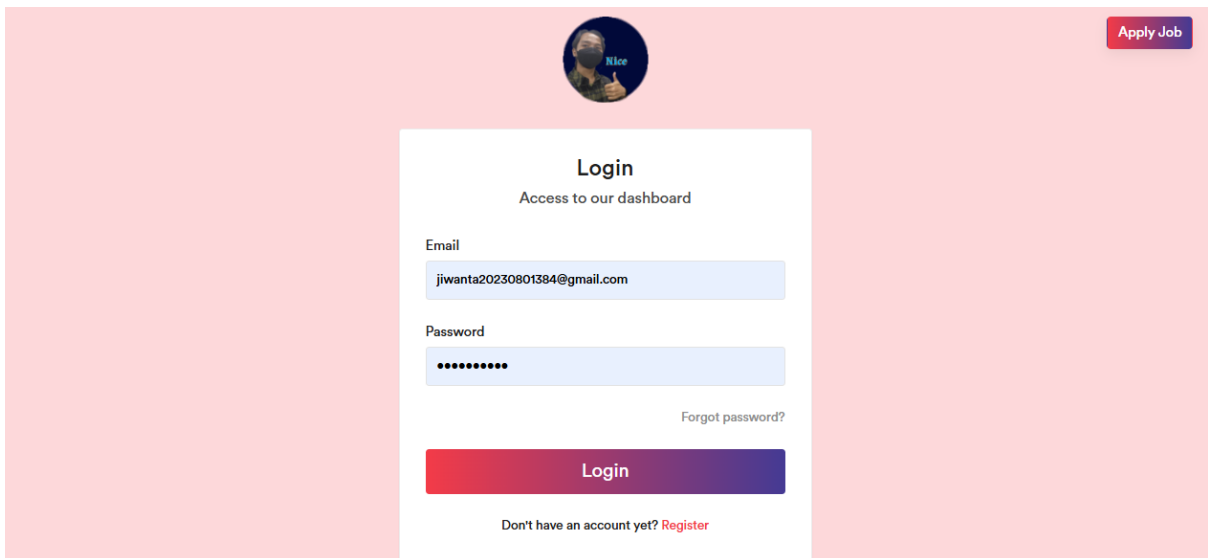 Nice
Apply Job
Login
Access to our dashboard
Email
jiwanta20230801384@gmail.com
Password
••••••••••
Forgot password?
Login
Don't have an account yet? Register